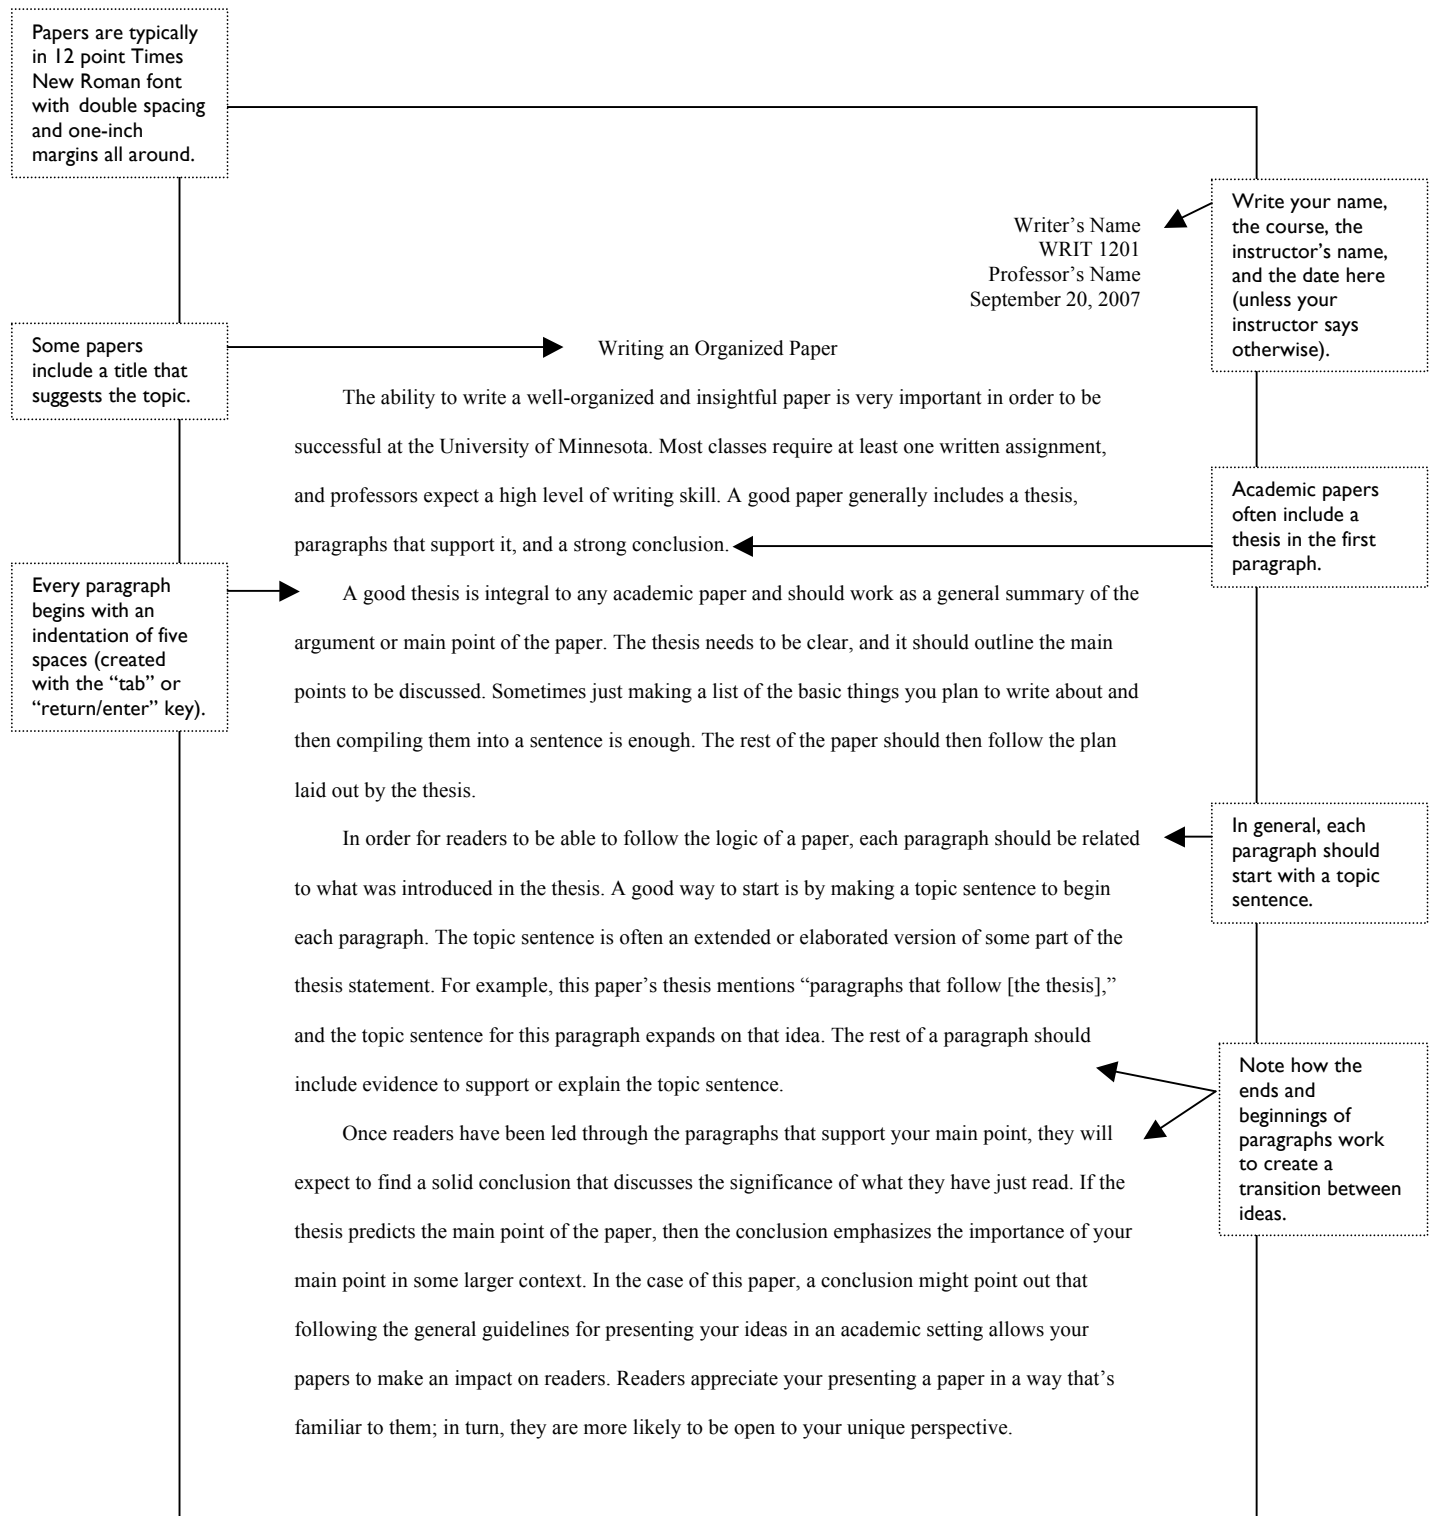 Papers are typically
in 12 point Times
New Roman font
with double spacing
and one-inch
margins all around.
Writer’s Name
WRIT 1201
Professor’s Name
September 20, 2007
Write your name,
the course, the
instructor’s name,
and the date here
(unless your
instructor says
otherwise).
Some papers
include a title that
suggests the topic.
Writing an Organized Paper
The ability to write a well-organized and insightful paper is very important in order to be
successful at the University of Minnesota. Most classes require at least one written assignment,
and professors expect a high level of writing skill. A good paper generally includes a thesis,
paragraphs that support it, and a strong conclusion.
Academic papers
often include a
thesis in the first
paragraph.
Every paragraph
begins with an
indentation of five
spaces (created
with the “tab” or
“return/enter” key).
A good thesis is integral to any academic paper and should work as a general summary of the
argument or main point of the paper. The thesis needs to be clear, and it should outline the main
points to be discussed. Sometimes just making a list of the basic things you plan to write about and
then compiling them into a sentence is enough. The rest of the paper should then follow the plan
laid out by the thesis.
In order for readers to be able to follow the logic of a paper, each paragraph should be related
to what was introduced in the thesis. A good way to start is by making a topic sentence to begin
each paragraph. The topic sentence is often an extended or elaborated version of some part of the
thesis statement. For example, this paper’s thesis mentions “paragraphs that follow [the thesis],”
and the topic sentence for this paragraph expands on that idea. The rest of a paragraph should
include evidence to support or explain the topic sentence.
In general, each
paragraph should
start with a topic
sentence.
Note how the
ends and
beginnings of
paragraphs work
to create a
transition between
ideas.
Once readers have been led through the paragraphs that support your main point, they will
expect to find a solid conclusion that discusses the significance of what they have just read. If the
thesis predicts the main point of the paper, then the conclusion emphasizes the importance of your
main point in some larger context. In the case of this paper, a conclusion might point out that
following the general guidelines for presenting your ideas in an academic setting allows your
papers to make an impact on readers. Readers appreciate your presenting a paper in a way that’s
familiar to them; in turn, they are more likely to be open to your unique perspective.